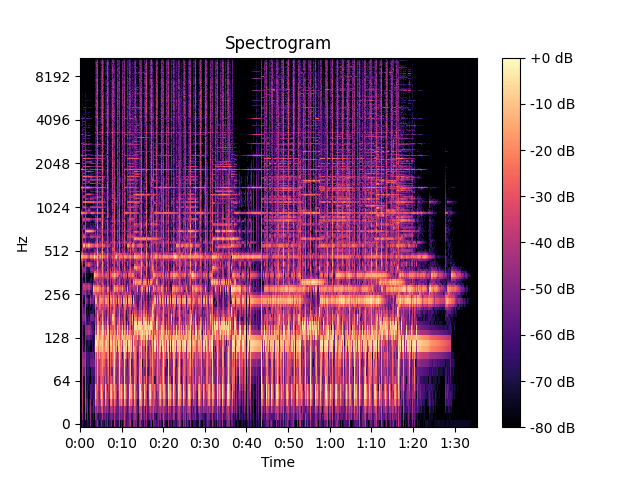 Spectrogram
8192
4096
2048
1024
512
256
128
64
0
Hz
0:00 0:10 0:20 0:30 0:40 0:50 1:00 1:10 1:20 1:30
Time
+0 dB
-10 dB
-20 dB
-30 dB
-40 dB
-50 dB
-60 dB
-70 dB
-80 dB